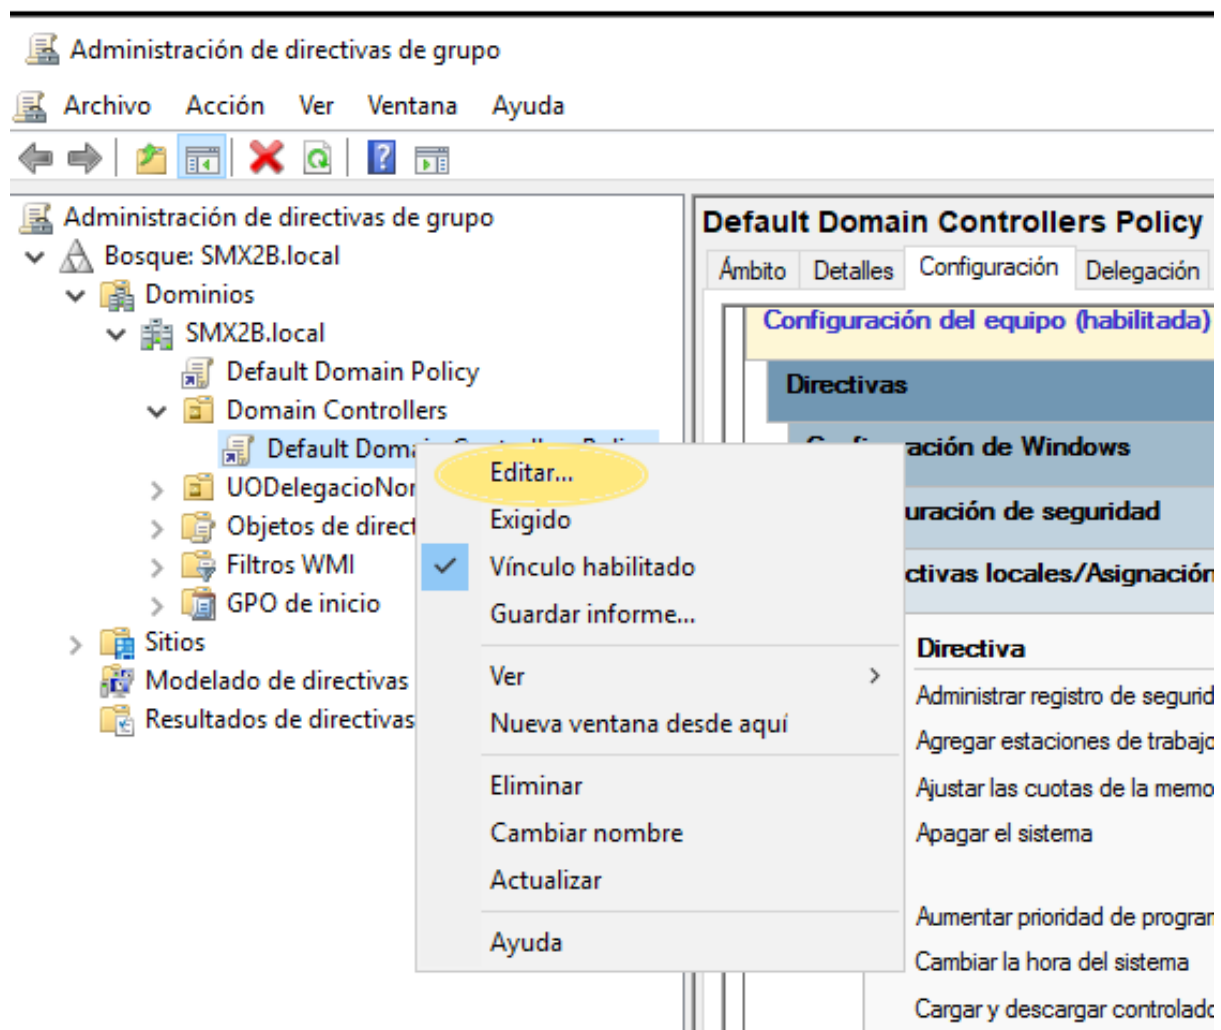 Administración de directivas de grupo
Archivo Acción Ver Ventana Ayuda
Administración de directivas de grupo
Bosque: SMX2B.local
Dominios
SMX2B.local
Default Domain Policy
Domain Controllers
Default
UODelegacioNor
Objetos de direct
Filtros WMI
GPO de inicio
Sitios
Modelado de directivas
Resultados de directivas
Editar...
Exigido
Vínculo habilitado
Guardar informe...
Ver
Nueva ventana desde aquí
Eliminar
Cambiar nombre
Actualizar
Ayuda
Default Domain Controllers Policy
Ámbito Detalles Configuración Delegación
Configuración del equipo (habilitada)
Directivas
ación de Windows
uración de seguridad
ctivas locales/Asignación
Directiva
Administrar registro de segurid
Agregar estaciones de trabajo
Ajustar las cuotas de la memo
Apagar el sistema
Aumentar prioridad de program
Cambiar la hora del sistema
Cargar y descargar controlado